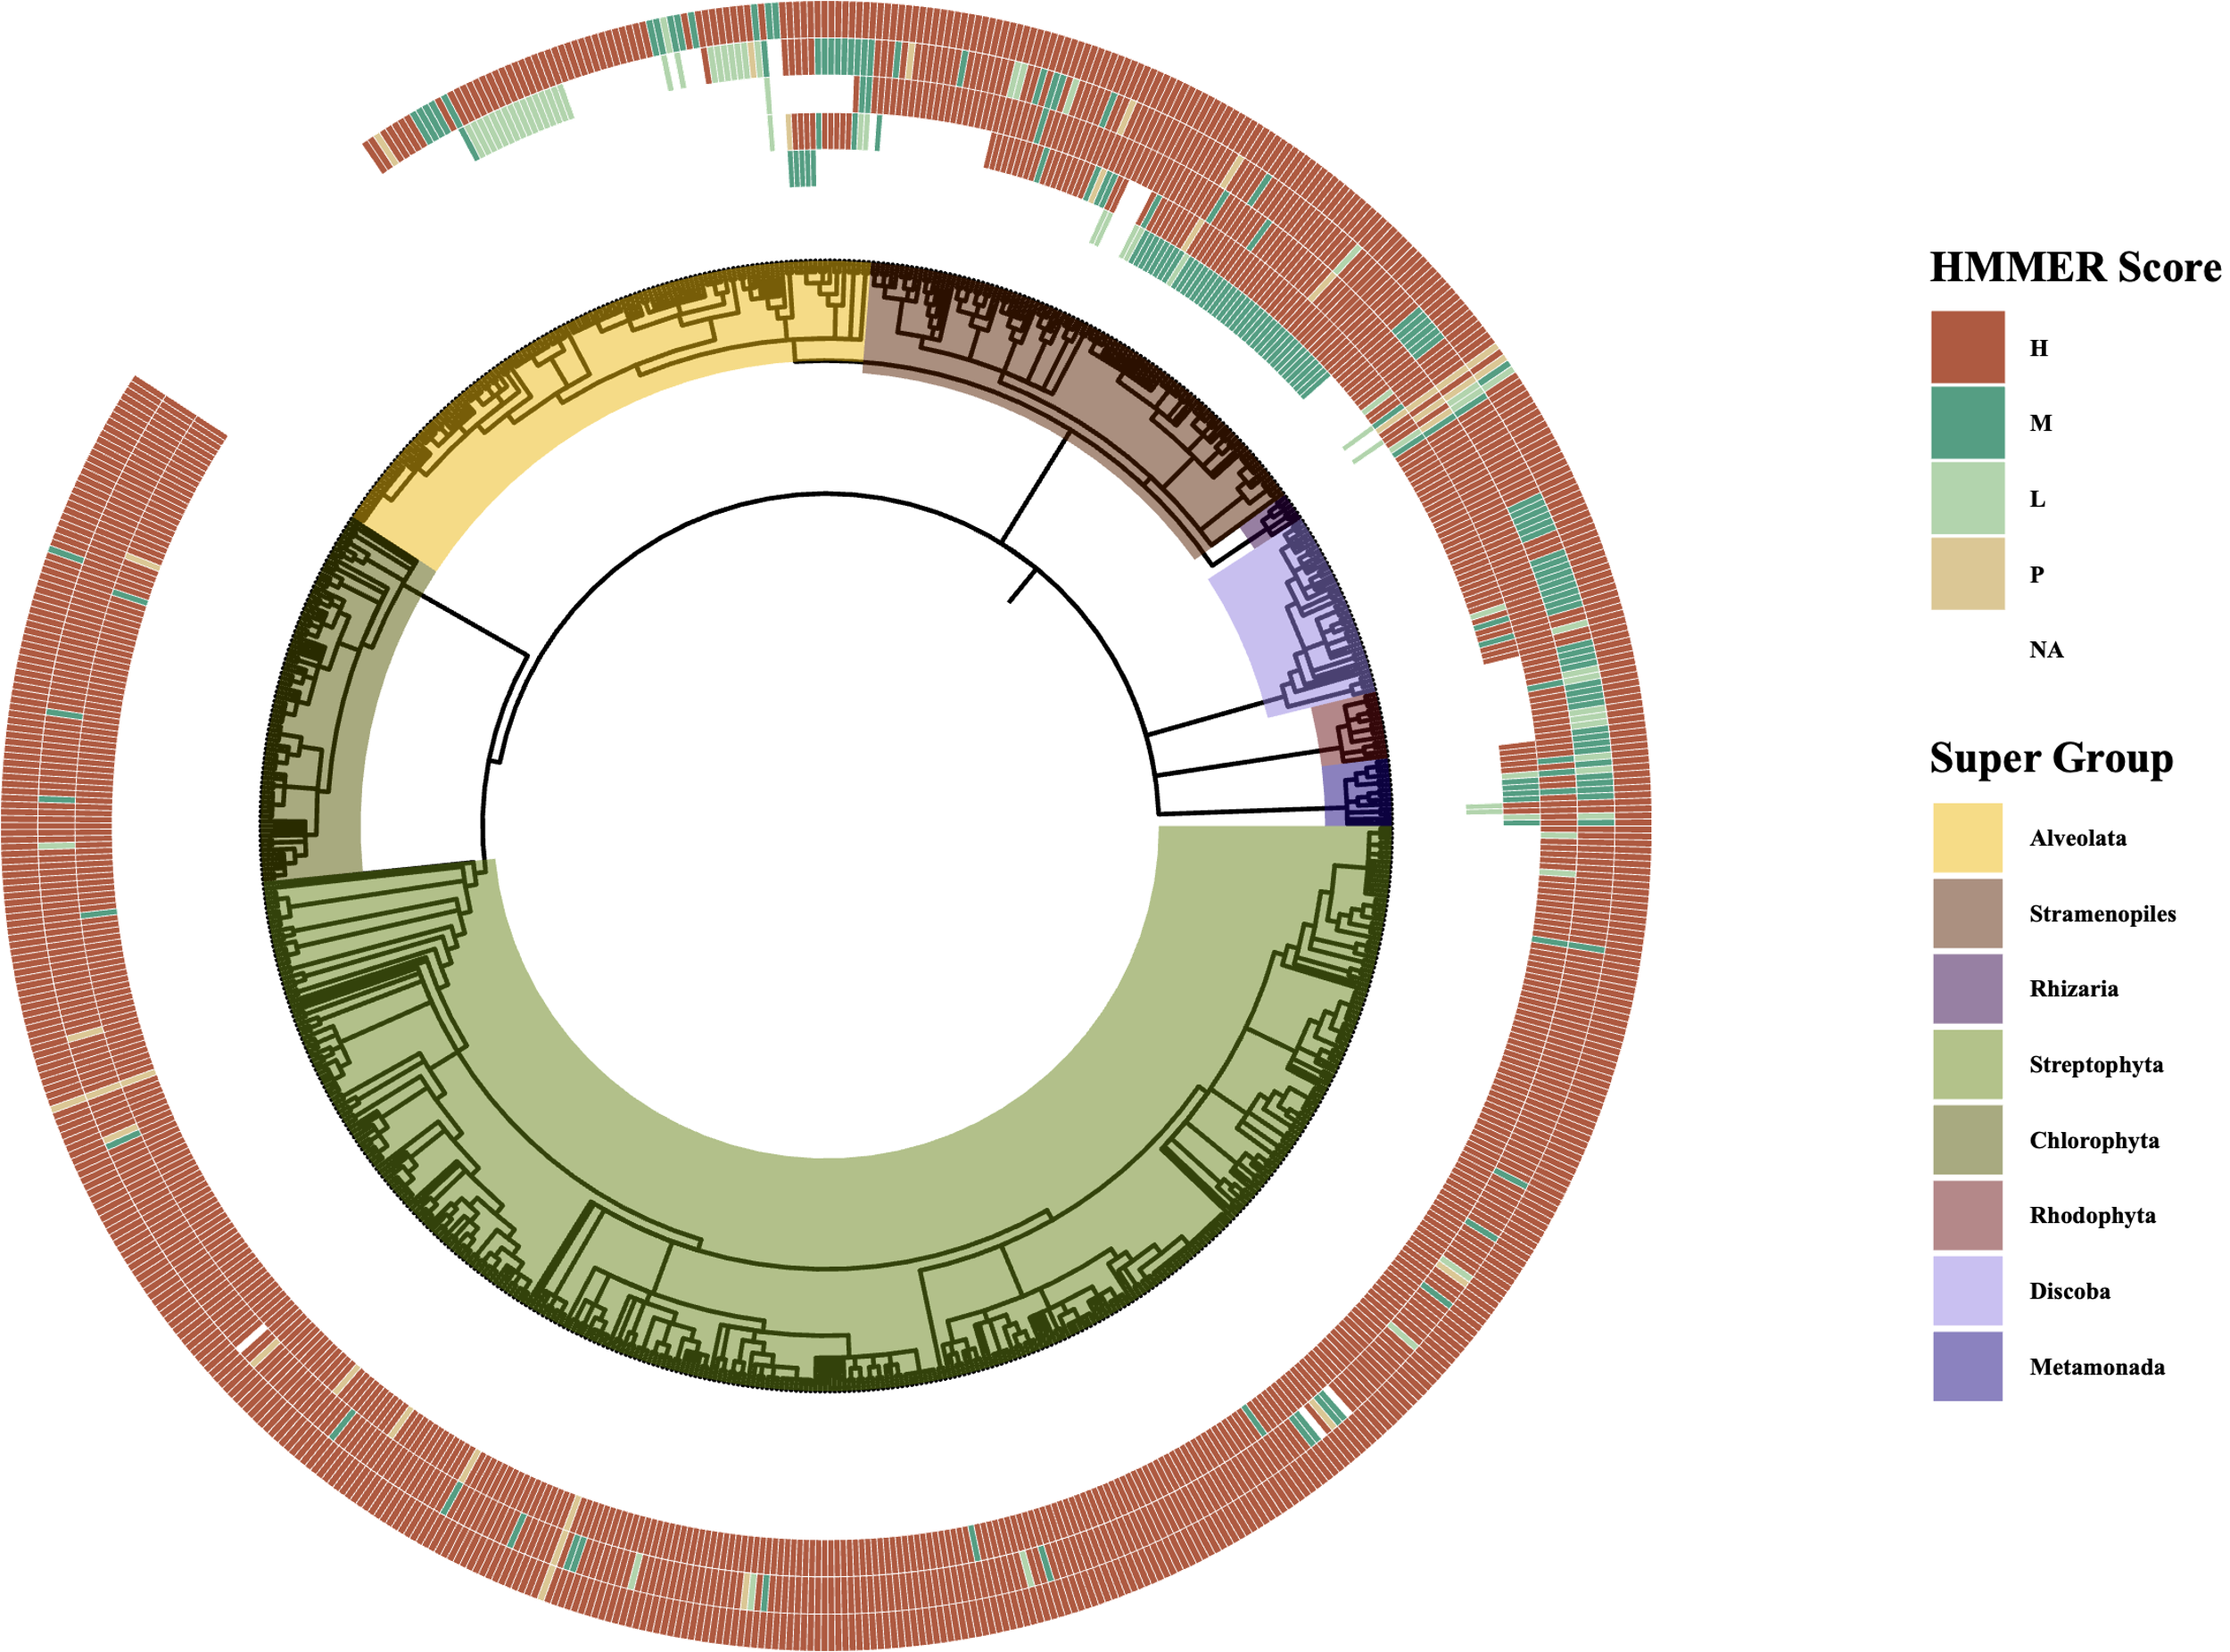 HMMER Score
H
M
L
P
NA
Super Group
Alveolata
Stramenopiles
Rhizaria
Streptophyta
Chlorophyta
Rhodophyta
Discoba
Metamonada